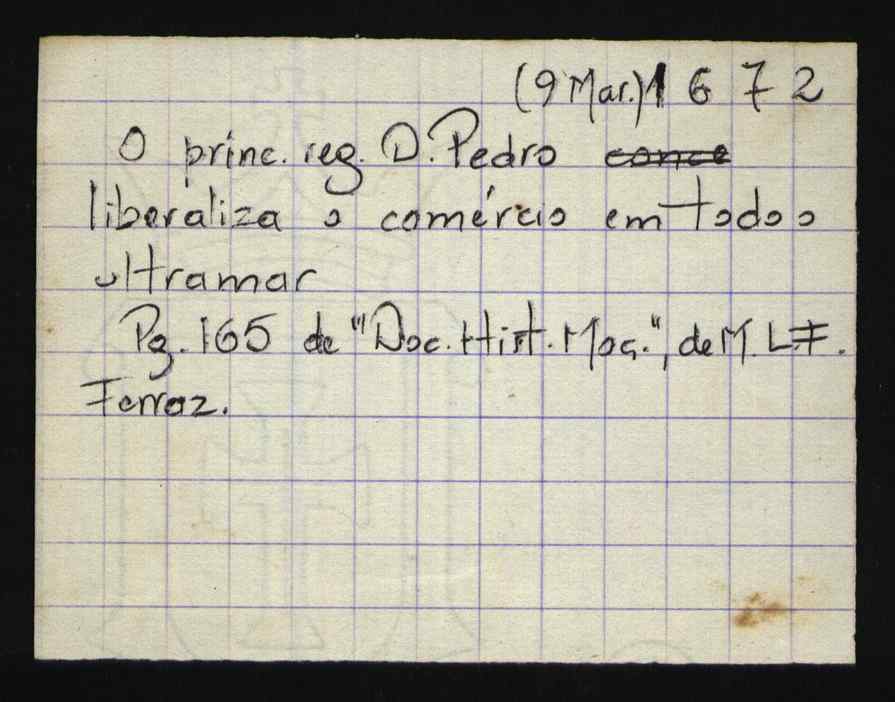 (9 Mar.) 1672
O prínc. reg. D. Pedro conce
liberaliza o comércio em todo o
ultramar
Pg. 165 de "Doc. Hist. Moç.", de M. L. F.
Ferraz.